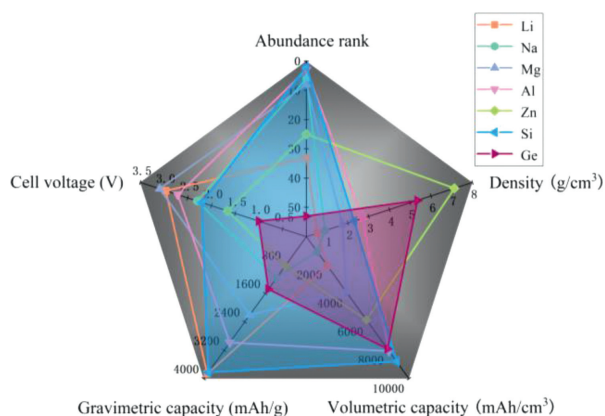 Abundance rank
0
10
20
30
40
50
Li
Na
Mg
Al
Zn
Si
Ge
Cell voltage (V)
3.5
3.0
2.5
2.0
1.5
1.0
0.5
Density (g/cm³)
1
2
3
4
5
6
7
8
Gravimetric capacity (mAh/g)
800
1600
2400
3200
4000
Volumetric capacity (mAh/cm³)
2000
4000
6000
8000
10000